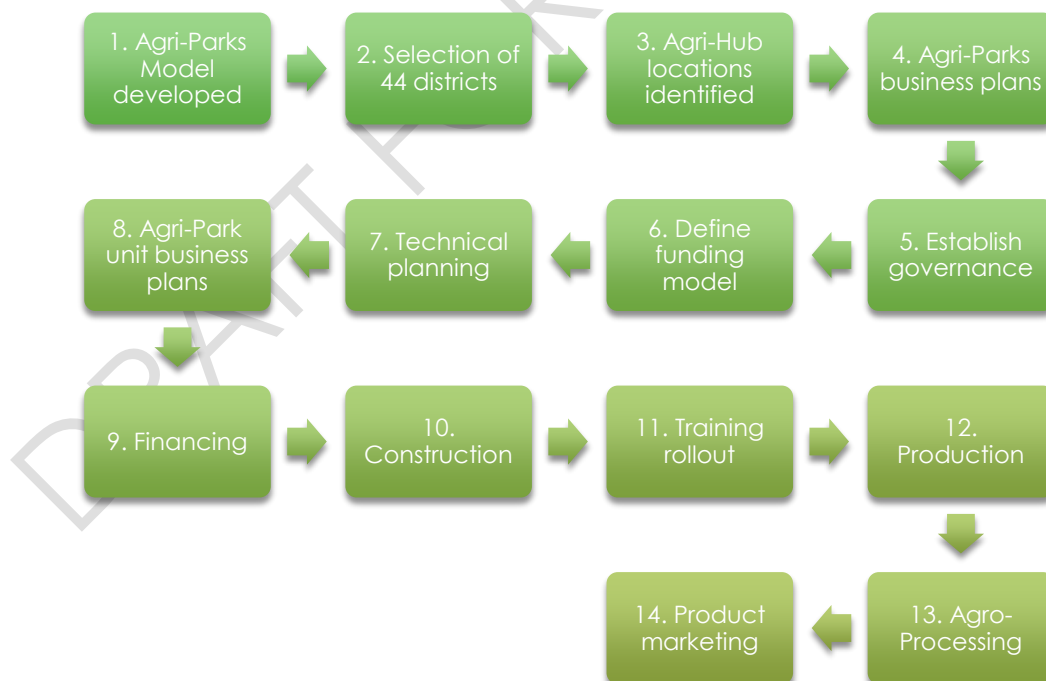 1. Agri-Parks
Model
developed
2. Selection of
44 districts
3. Agri-Hub
locations
identified
4. Agri-Parks
business plans
5. Establish
governance
6. Define
funding
model
7. Technical
planning
8. Agri-Park
unit business
plans
9. Financing
10.
Construction
11. Training
rollout
12.
Production
13. Agro-
Processing
14. Product
marketing
DRAFT